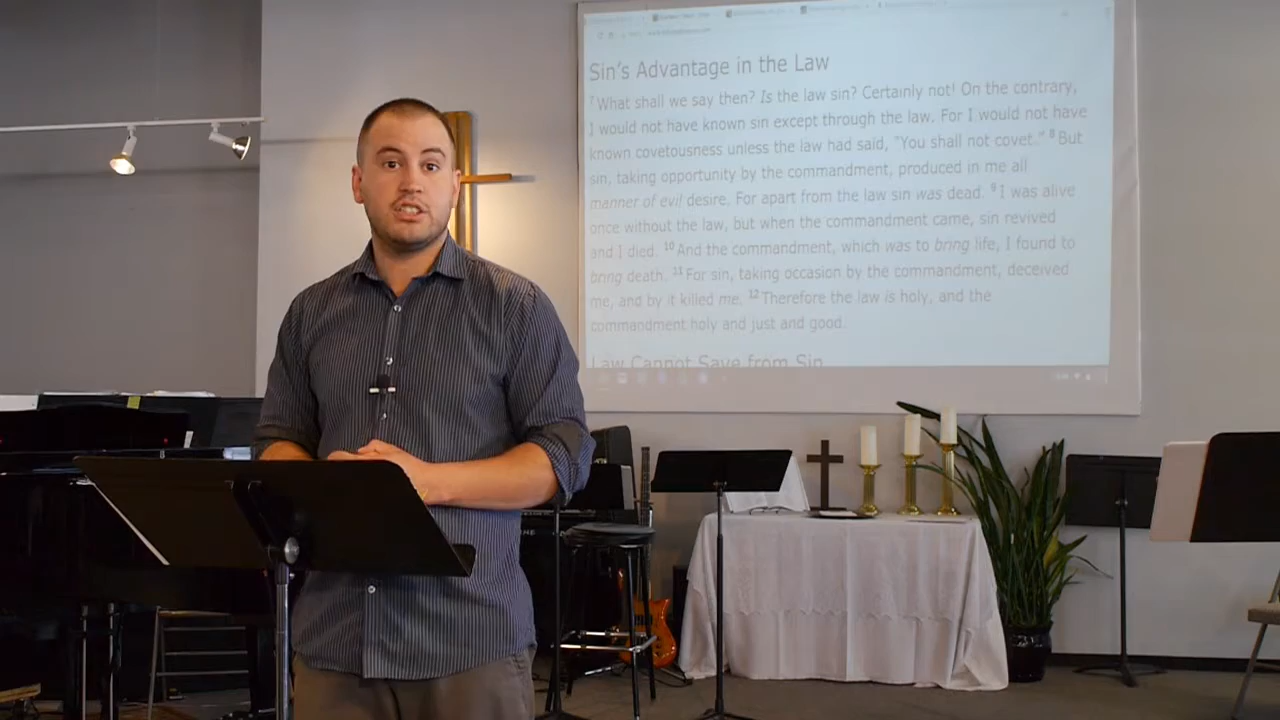 Sin's Advantage in the Law
7 What shall we say then? Is the law sin? Certainly not! On the contrary,
I would not have known sin except through the law. For I would not have
known covetousness unless the law had said, "You shall not covet." 8 But
sin, taking opportunity by the commandment, produced in me all
manner of evil desire. For apart from the law sin was dead. 9 I was alive
once without the law, but when the commandment came, sin revived
and I died. 10 And the commandment, which was to bring life, I found to
bring death. 11 For sin, taking occasion by the commandment, deceived
me, and by it killed me. 12 Therefore the law is holy, and the
commandment holy and just and good.
Law Cannot Save from Sin